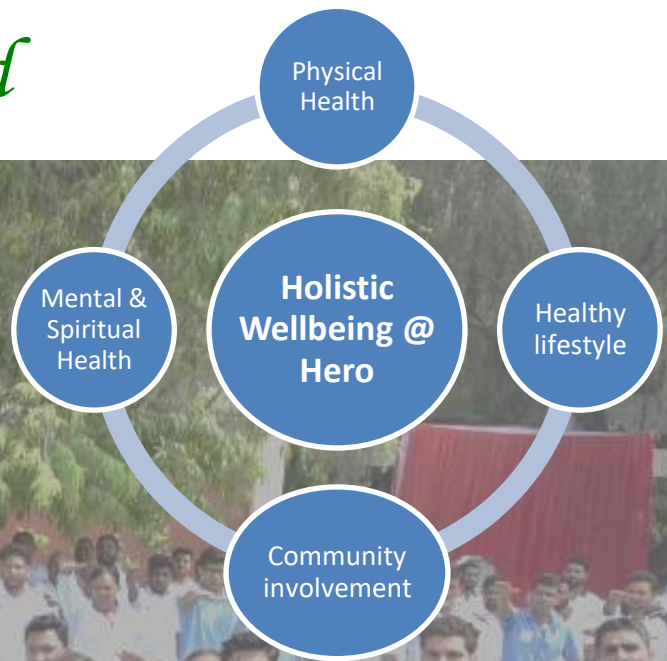 d
Physical
Health
Mental &
Spiritual
Health
Holistic
Wellbeing @
Hero
Healthy
lifestyle
Community
involvement